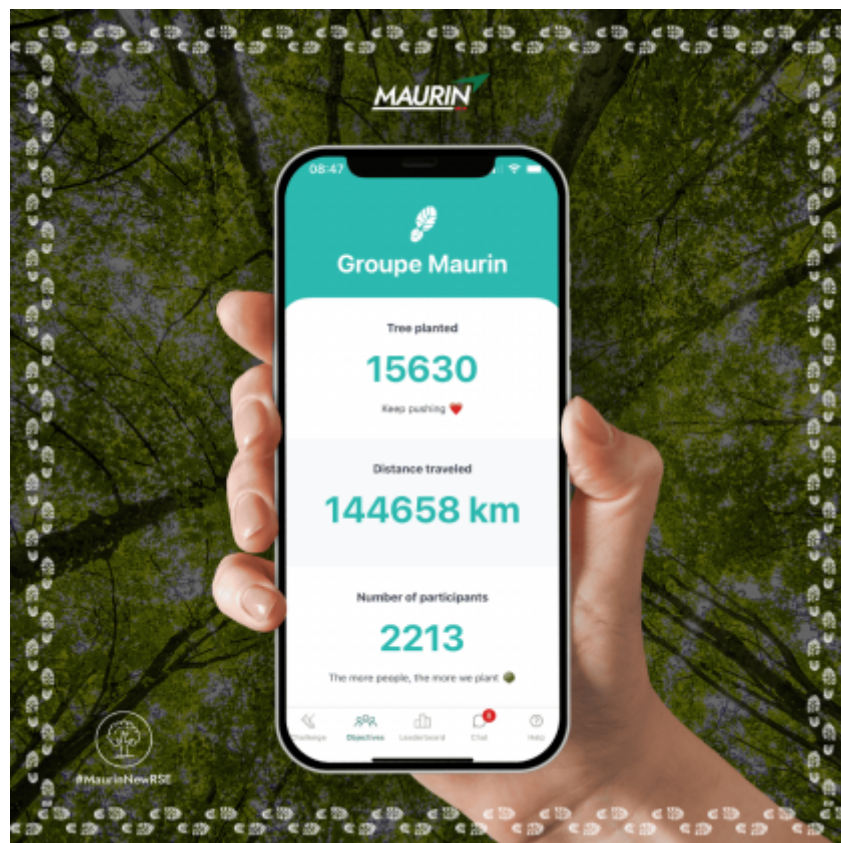 MAURIN
08:47
Groupe Maurin
Tree planted
15630
Keep pushing ❤️
Distance traveled
144658 km
Number of participants
2213
The more people, the more we plant
Challenge Objectives Leaderboard Chat Help
#MaurinNewRSE